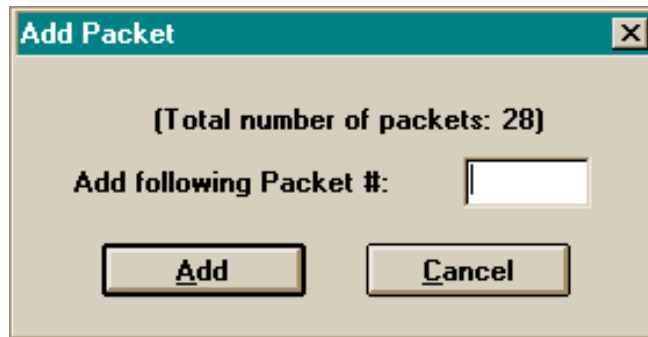 Add Packet
(Total number of packets: 28)
Add following Packet #:
Add Cancel